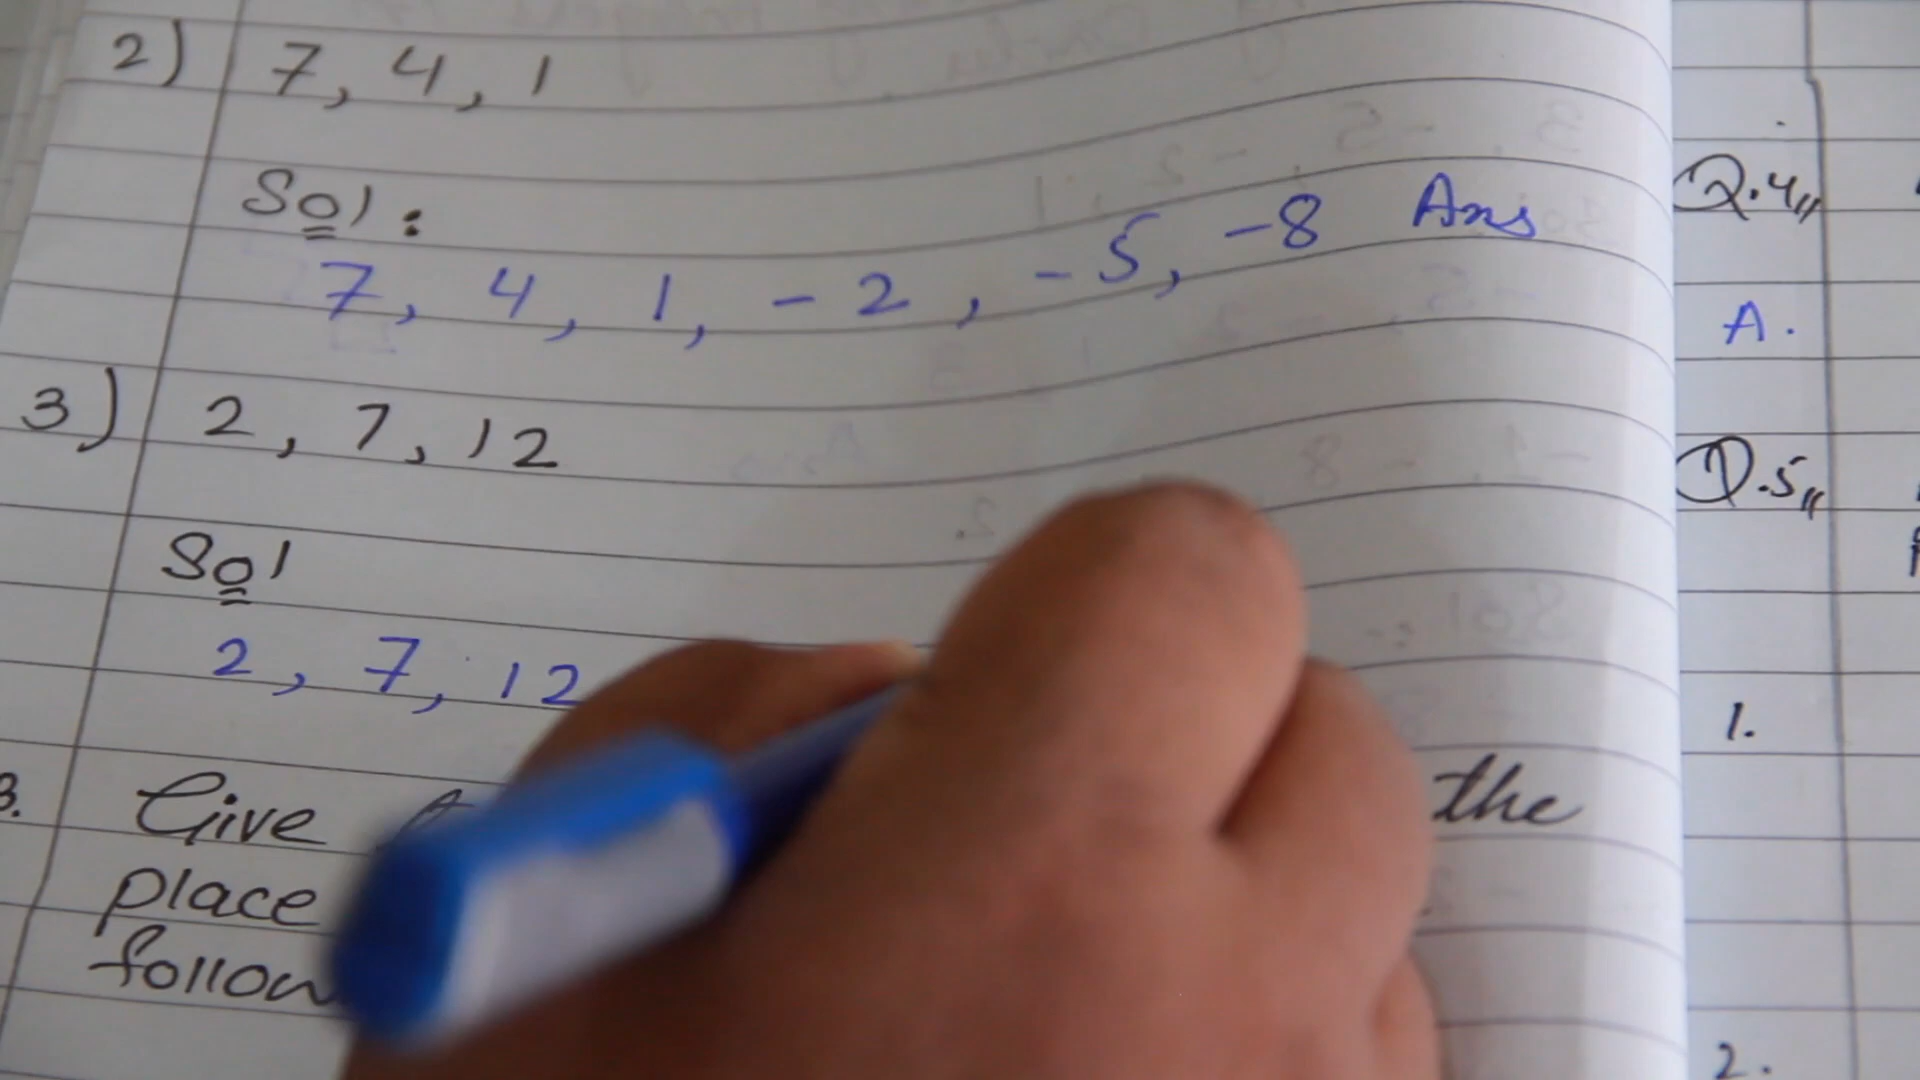 2) 7, 4, 1
Sol:
7, 4, 1, -2, -5, -8 Ans
3) 2, 7, 12
Sol
2, 7, 12
3. Give the
place
follow
Q.4,,
A.
Q.5,,
1.
2.